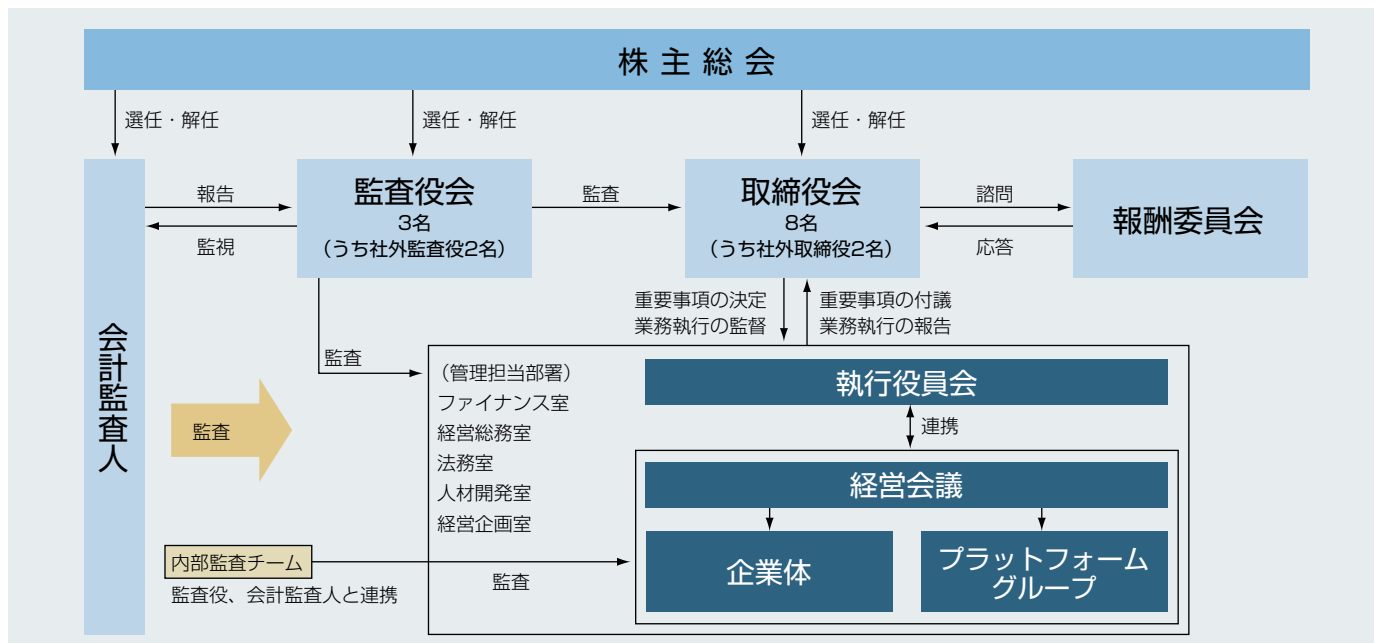 株主総会
選任・解任
選任・解任
選任・解任
会計監査人
報告
監視
監査役会
3名
（うち社外監査役2名）
監査
取締役会
8名
（うち社外取締役2名）
諮問
応答
報酬委員会
重要事項の決定
業務執行の監督
重要事項の付議
業務執行の報告
監査
監査
（管理担当部署）
ファイナンス室
経営総務室
法務室
人材開発室
経営企画室
執行役員会
連携
経営会議
企業体
プラットフォーム
グループ
内部監査チーム
監査役、会計監査人と連携
監査